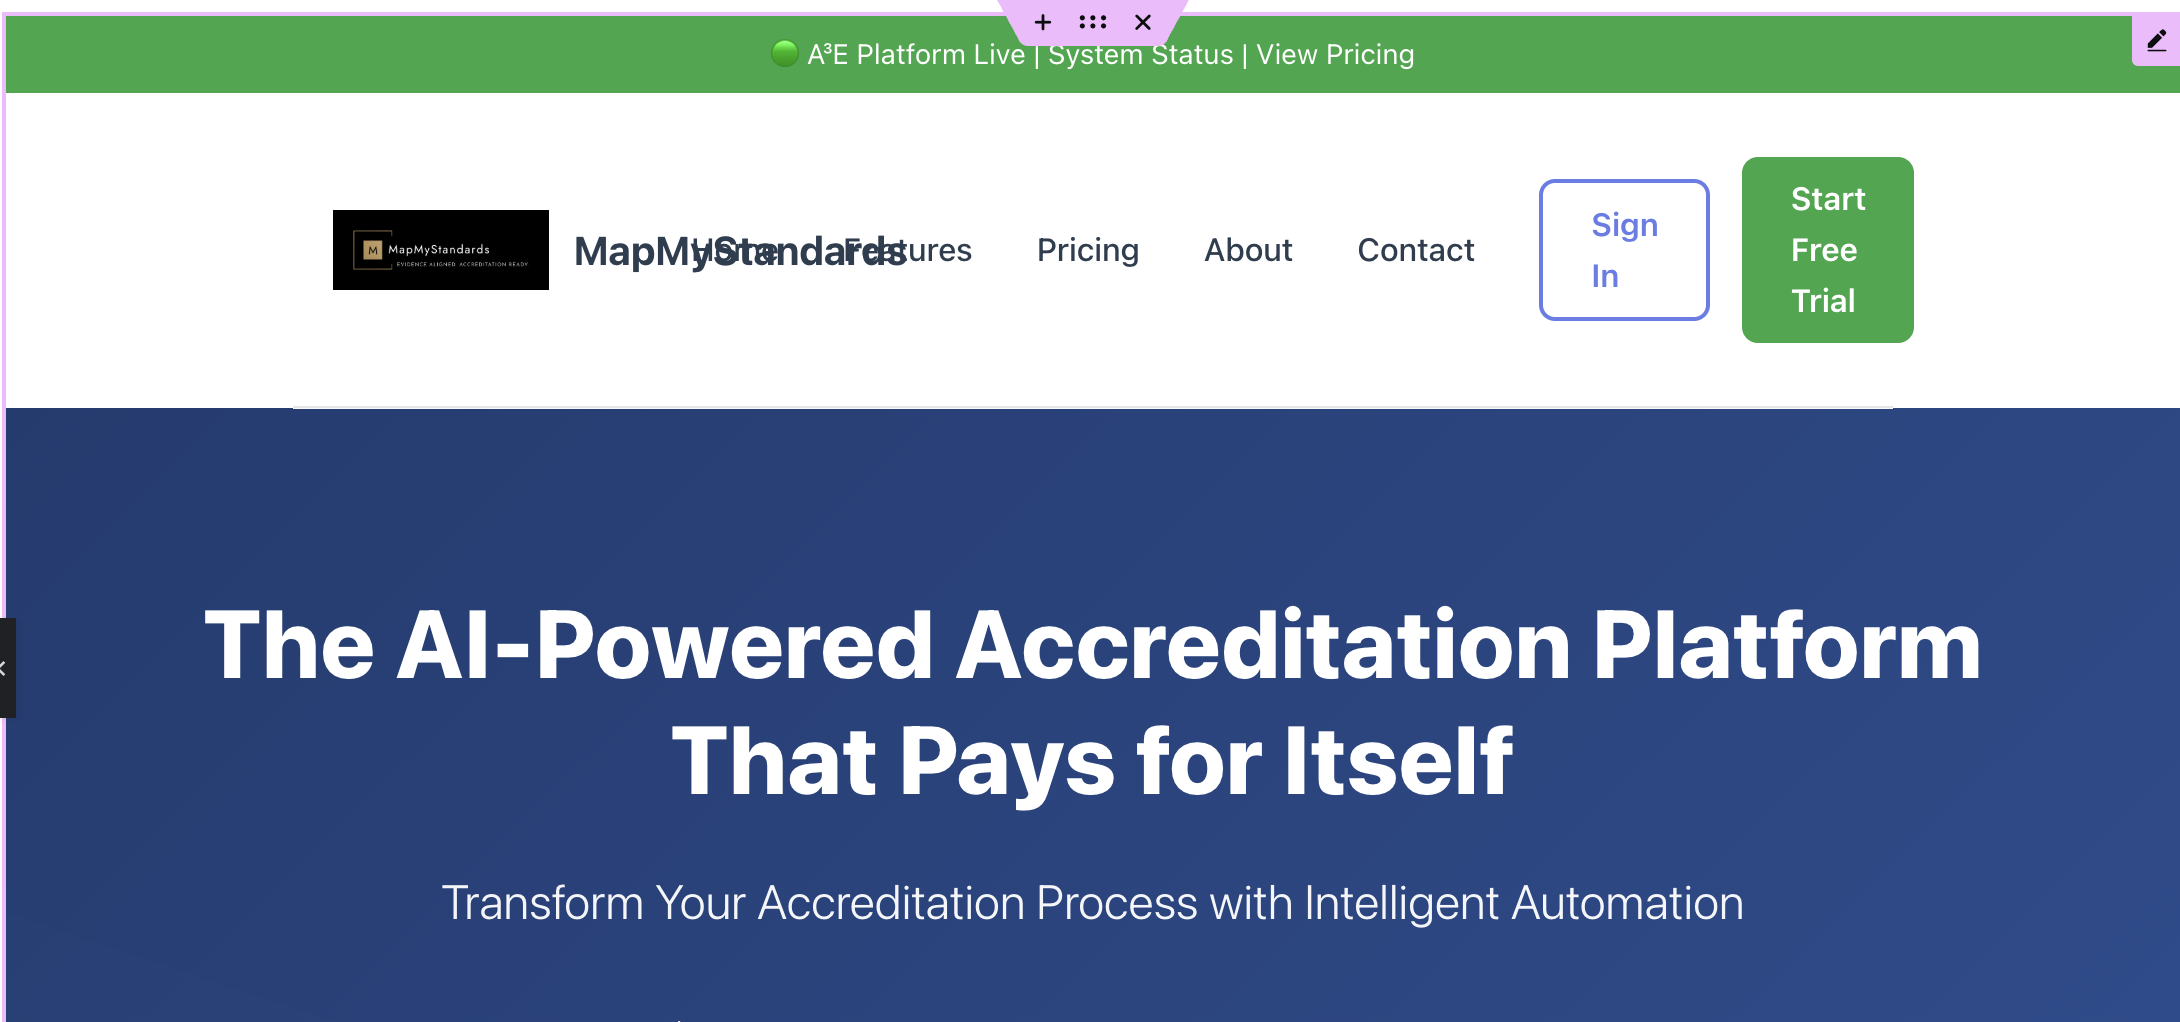 🟢 A³E Platform Live | System Status | View Pricing
M MapMyStandards
EVIDENCE ALIGNED. ACCREDITATION READY
MapMyStandards
Home Features Pricing About Contact
Sign
In
Start
Free
Trial
The AI-Powered Accreditation Platform
That Pays for Itself
Transform Your Accreditation Process with Intelligent Automation